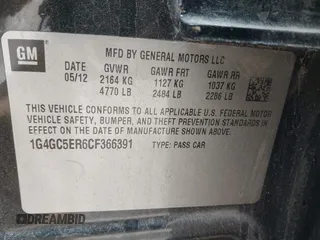 GM
MFD BY GENERAL MOTORS LLC
DATE GVWR GAWR FRT GAWR RR
05/12 2164 KG 1127 KG 1037 KG
4770 LB 2484 LB 2286 LB
THIS VEHICLE CONFORMS TO ALL APPLICABLE U.S. FEDERAL MOTOR
VEHICLE SAFETY, BUMPER, AND THEFT PREVENTION STANDARDS
IN EFFECT ON THE DATE OF MANUFACTURE SHOWN ABOVE.
1G4GC5ER6CF366391 TYPE: PASS CAR
DREAMBID